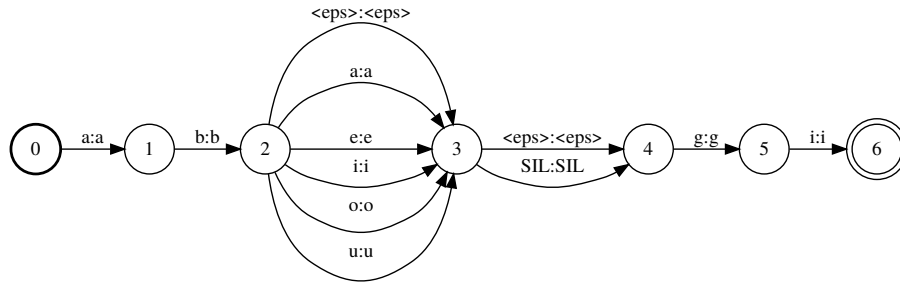 <eps>:<eps>
a:a
0 a:a 1 b:b 2 e:e 3 <eps>:<eps> 4 g:g 5 i:i 6
i:i SIL:SIL
o:o
u:u